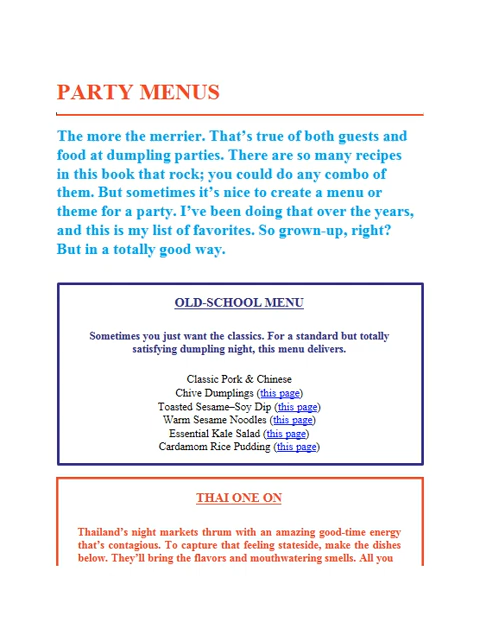 PARTY MENUS
The more the merrier. That’s true of both guests and
food at dumpling parties. There are so many recipes
in this book that rock; you could do any combo of
them. But sometimes it’s nice to create a menu or
theme for a party. I’ve been doing that over the years,
and this is my list of favorites. So grown-up, right?
But in a totally good way.
OLD-SCHOOL MENU
Sometimes you just want the classics. For a standard but totally
satisfying dumpling night, this menu delivers.
Classic Pork & Chinese
Chive Dumplings (this page)
Toasted Sesame–Soy Dip (this page)
Warm Sesame Noodles (this page)
Essential Kale Salad (this page)
Cardamom Rice Pudding (this page)
THAI ONE ON
Thailand’s night markets thrum with an amazing good-time energy
that’s contagious. To capture that feeling stateside, make the dishes
below. They’ll bring the flavors and mouthwatering smells. All you